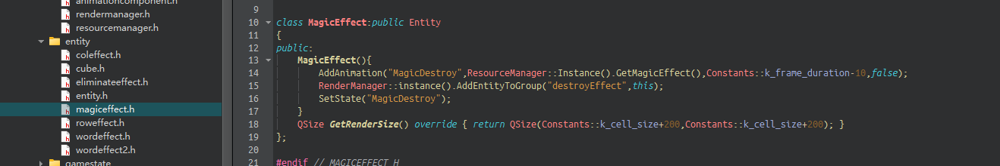 animationcomponent.h
rendermanager.h
resourcemanager.h
entity
coleffect.h
cube.h
eliminateeffect.h
entity.h
magiceffect.h
roweffect.h
wordeffect.h
wordeffect2.h
gamestate
9
10 class MagicEffect:public Entity
11 {
12 public:
13 MagicEffect(){
14 AddAnimation("MagicDestroy",ResourceManager::Instance().GetMagicEffect(),Constants::k_frame_duration-10,false);
15 RenderManager::instance().AddEntityToGroup("destroyEffect",this);
16 SetState("MagicDestroy");
17 }
18 QSize GetRenderSize() override { return QSize(Constants::k_cell_size+200,Constants::k_cell_size+200); }
19 };
20
21 #endif // MAGICEFFECT_H